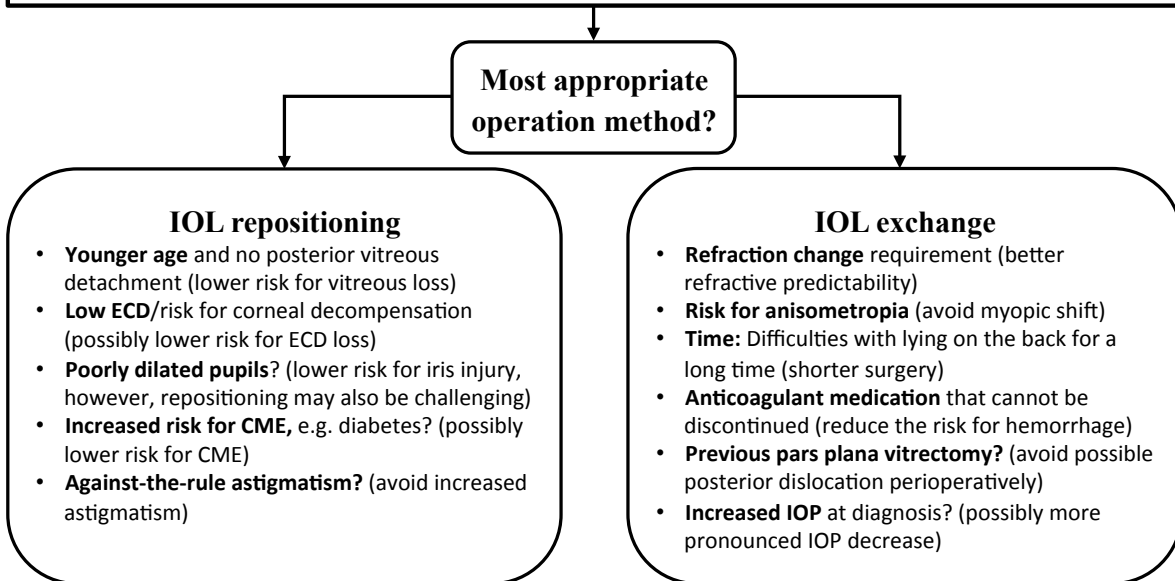 Most appropriate
operation method?
IOL repositioning
• Younger age and no posterior vitreous
detachment (lower risk for vitreous loss)
• Low ECD/risk for corneal decompensation
(possibly lower risk for ECD loss)
• Poorly dilated pupils? (lower risk for iris injury,
however, repositioning may also be challenging)
• Increased risk for CME, e.g. diabetes? (possibly
lower risk for CME)
• Against-the-rule astigmatism? (avoid increased
astigmatism)
IOL exchange
• Refraction change requirement (better
refractive predictability)
• Risk for anisometropia (avoid myopic shift)
• Time: Difficulties with lying on the back for a
long time (shorter surgery)
• Anticoagulant medication that cannot be
discontinued (reduce the risk for hemorrhage)
• Previous pars plana vitrectomy? (avoid possible
posterior dislocation perioperatively)
• Increased IOP at diagnosis? (possibly more
pronounced IOP decrease)